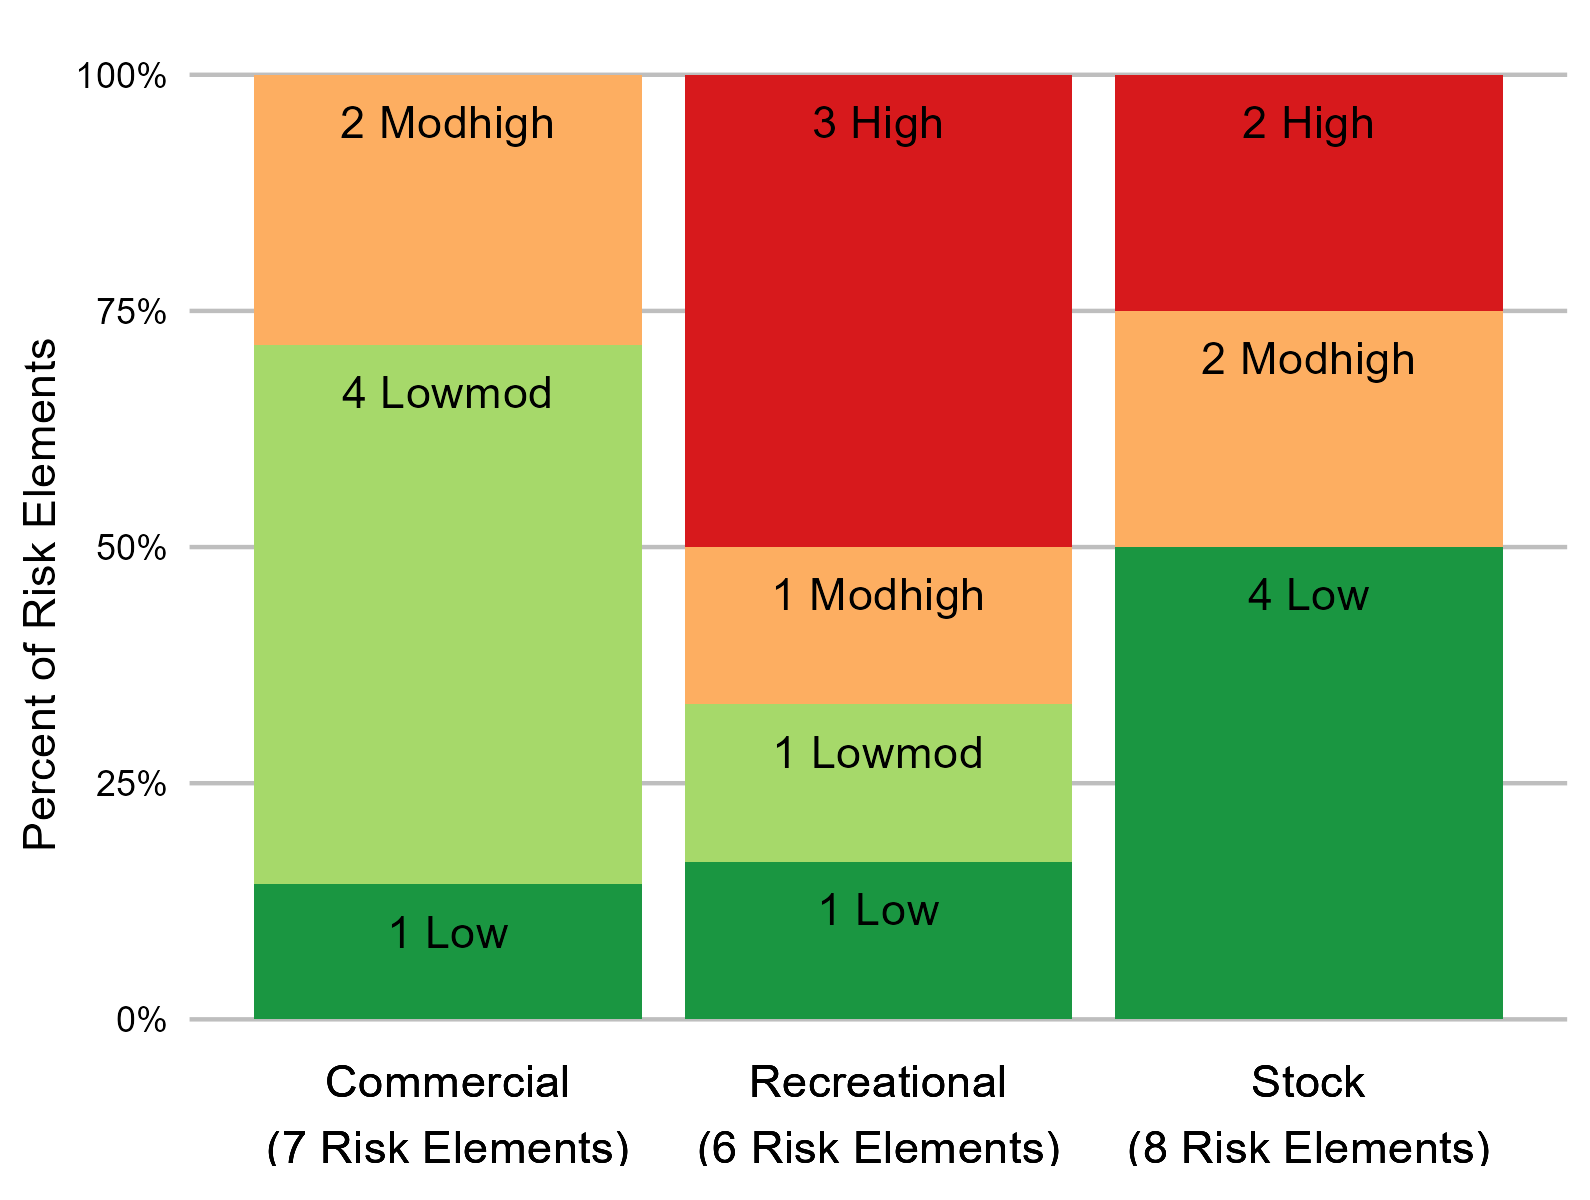 100%
75%
50%
25%
0%
Percent of Risk Elements
2 Modhigh
4 Lowmod
1 Low
3 High
1 Modhigh
1 Lowmod
1 Low
2 High
2 Modhigh
4 Low
Commercial
(7 Risk Elements)
Recreational
(6 Risk Elements)
Stock
(8 Risk Elements)